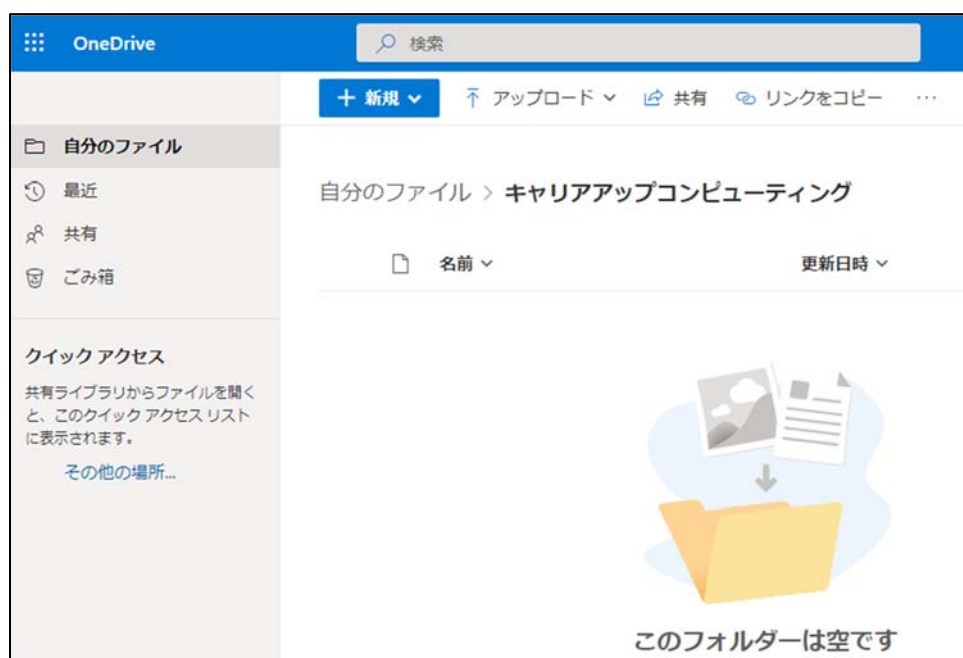 OneDrive
検索
新規
アップロード
共有
リンクをコピー
...
自分のファイル
最近
共有
ごみ箱
クイック アクセス
共有ライブラリからファイルを開く
と、このクイック アクセス リスト
に表示されます。
その他の場所...
自分のファイル > キャリアアップコンピューティング
名前
更新日時
このフォルダーは空です